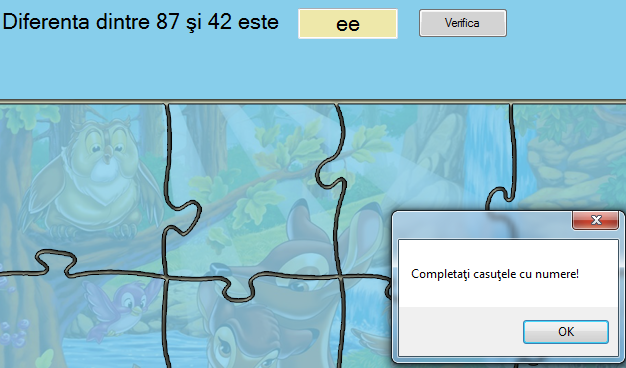 Diferenta dintre 87 şi 42 este ee Verifica
Completaţi casuţele cu numere!
OK